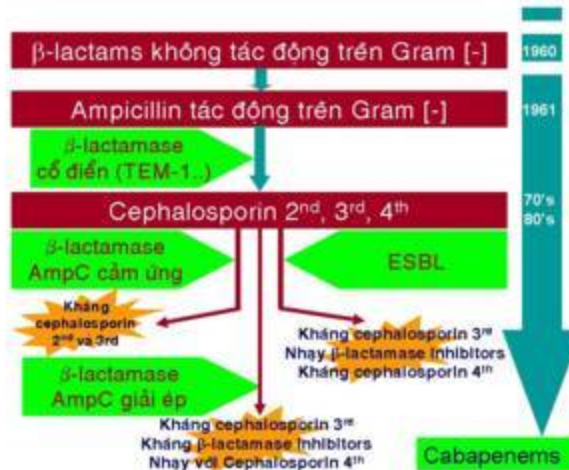 β-lactams không tác động trên Gram [-]
1960
Ampicillin tác động trên Gram [-]
1961
β-lactamase
cổ điển (TEM-1..)
Cephalosporin 2nd, 3rd, 4th
70's
80's
β-lactamase
AmpC cảm ứng
ESBL
Kháng
cephalosporin
2nd và 3rd
Kháng cephalosporin 3rd
Nhạy β-lactamase Inhibitors
Kháng cephalosporin 4th
β-lactamase
AmpC giải ép
Kháng cephalosporin 3rd
Kháng β-lactamase Inhibitors
Nhạy với Cephalosporin 4th
Cabapenems